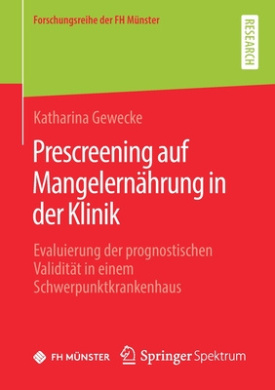 Forschungsreihe der FH Münster
RESEARCH
Katharina Gewecke
Prescreening auf
Mangelernährung in
der Klinik
Evaluierung der prognostischen
Validität in einem
Schwerpunktkrankenhaus
FH MÜNSTER
Springer Spektrum